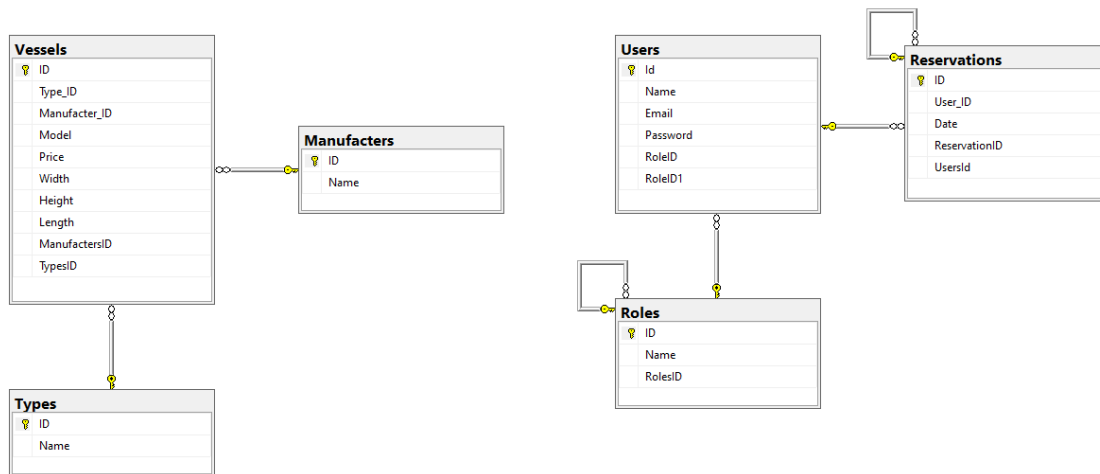 Vessels
ID
Type_ID
Manufacter_ID
Model
Price
Width
Height
Length
ManufactersID
TypesID
Manufacters
ID
Name
Types
ID
Name
Users
Id
Name
Email
Password
RoleID
RoleID1
Reservations
ID
User_ID
Date
ReservationID
UsersId
Roles
ID
Name
RolesID